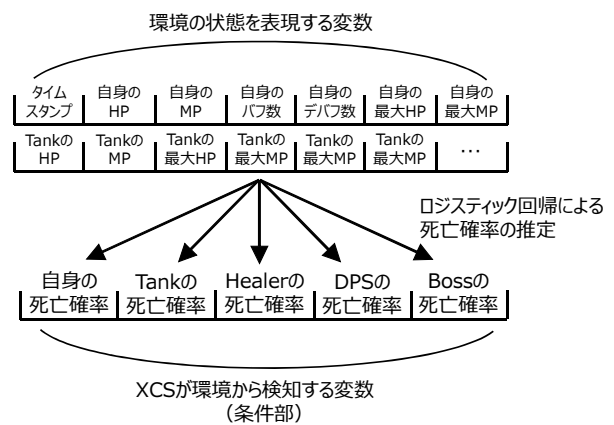 環境の状態を表現する変数
タイム
スタンプ
自身の
HP
自身の
MP
自身の
バフ数
自身の
デバフ数
自身の
最大HP
自身の
最大MP
Tankの
HP
Tankの
MP
Tankの
最大HP
Tankの
最大MP
Tankの
最大MP
Tankの
最大MP
…
ロジスティック回帰による
死亡確率の推定
自身の
死亡確率
Tankの
死亡確率
Healerの
死亡確率
DPSの
死亡確率
Bossの
死亡確率
XCSが環境から検知する変数
（条件部）